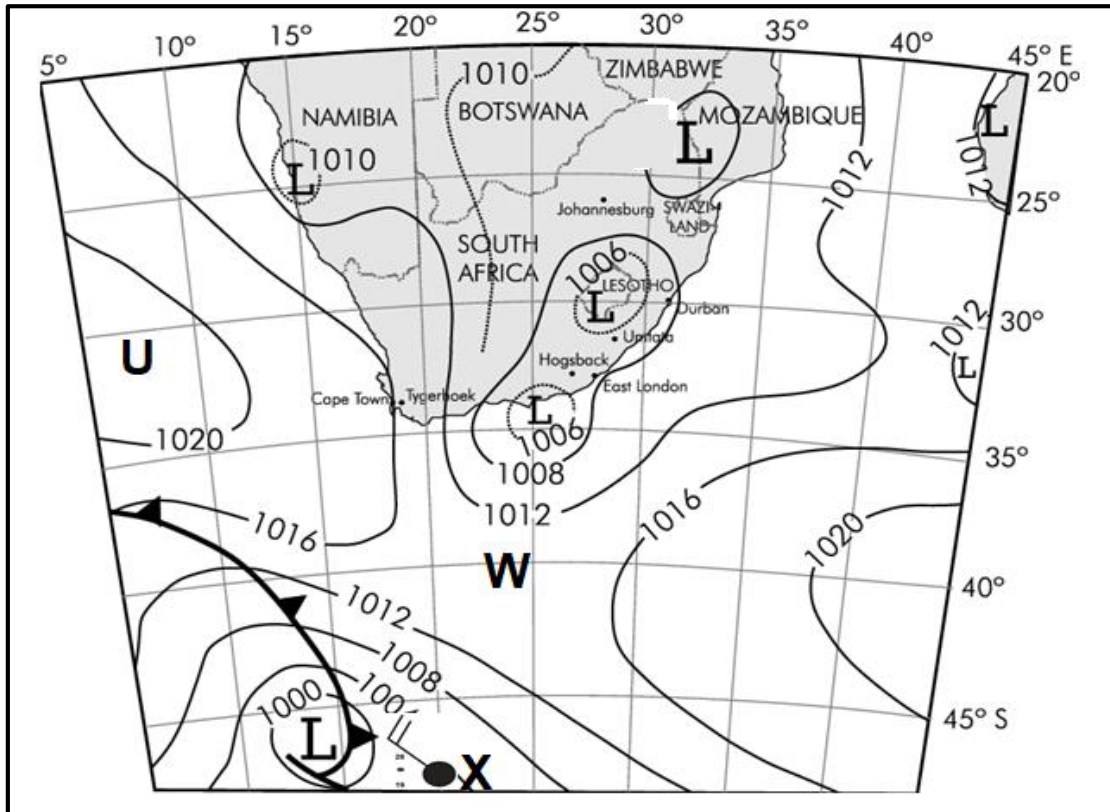 5° 10° 15° 20° 25° 30° 35° 40° 45° E
20°
1010 ZIMBABWE
NAMIBIA BOTSWANA MOZAMBIQUE
L L L
1010
L
1012
1012
25°
Johannesburg SWAZI-
LAND
SOUTH
AFRICA
1006
LESOTHO
L
Durban
30°
1012
U
Umtata
L
Hogsback
East London
Cape Town Tygerhoek
L
1006
1020
1008
35°
1012
1016
1016
1020
W
40°
1012
1008
1000
L
45° S
X